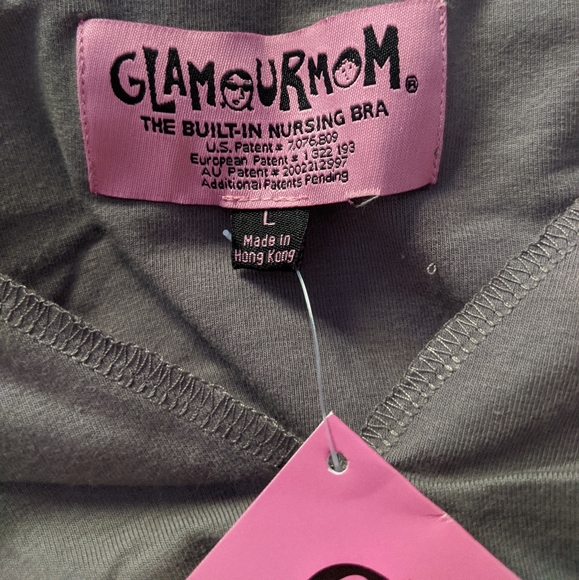 GLAMOURMOM®
THE BUILT-IN NURSING BRA
U.S. Patent # 7,076,809
European Patent # 1 322 193
AU Patent # 2002212997
Additional Patents Pending
L
Made in
Hong Kong